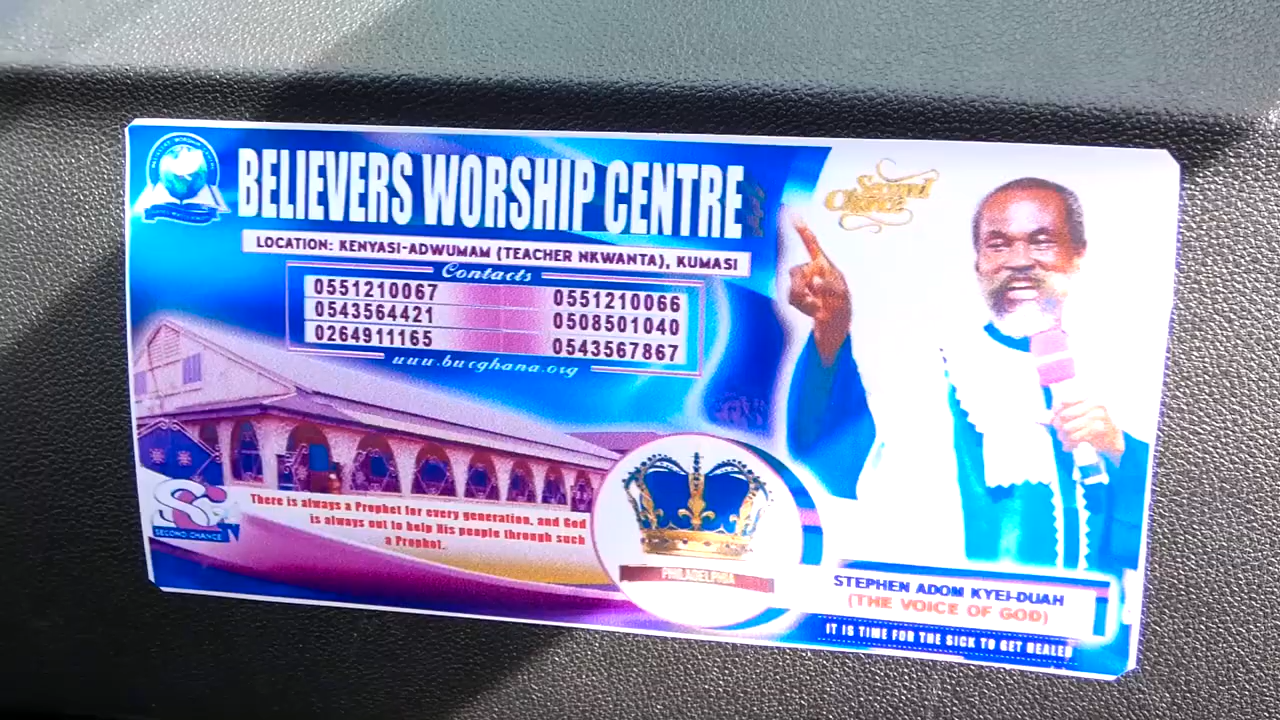 BELIEVERS WORSHIP CENTRE
Second Chance
LOCATION: KENYASI-ADWUMAM (TEACHER NKWANTA), KUMASI
Contacts
0551210067 0551210066
0543564421 0508501040
0264911165 0543567867
www.bwcghana.org
There is always a Prophet for every generation, and God
is always out to help His people through such
a Prophet.
SC TV
SECOND CHANCE
PHILADELPHIA
STEPHEN ADOM KYEI-DUAH
(THE VOICE OF GOD)
IT IS TIME FOR THE SICK TO GET HEALED